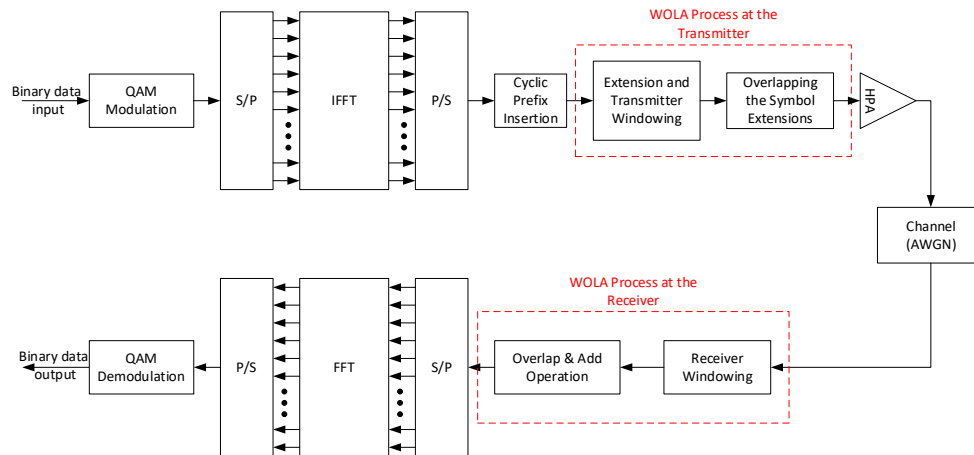 WOLA Process at the
Transmitter
Binary data
input
QAM
Modulation
S/P
IFFT
P/S
Cyclic
Prefix
Insertion
Extension and
Transmitter
Windowing
Overlapping
the Symbol
Extensions
HPA
Channel
(AWGN)
WOLA Process at the
Receiver
Binary data
output
QAM
Demodulation
P/S
FFT
S/P
Overlap & Add
Operation
Receiver
Windowing